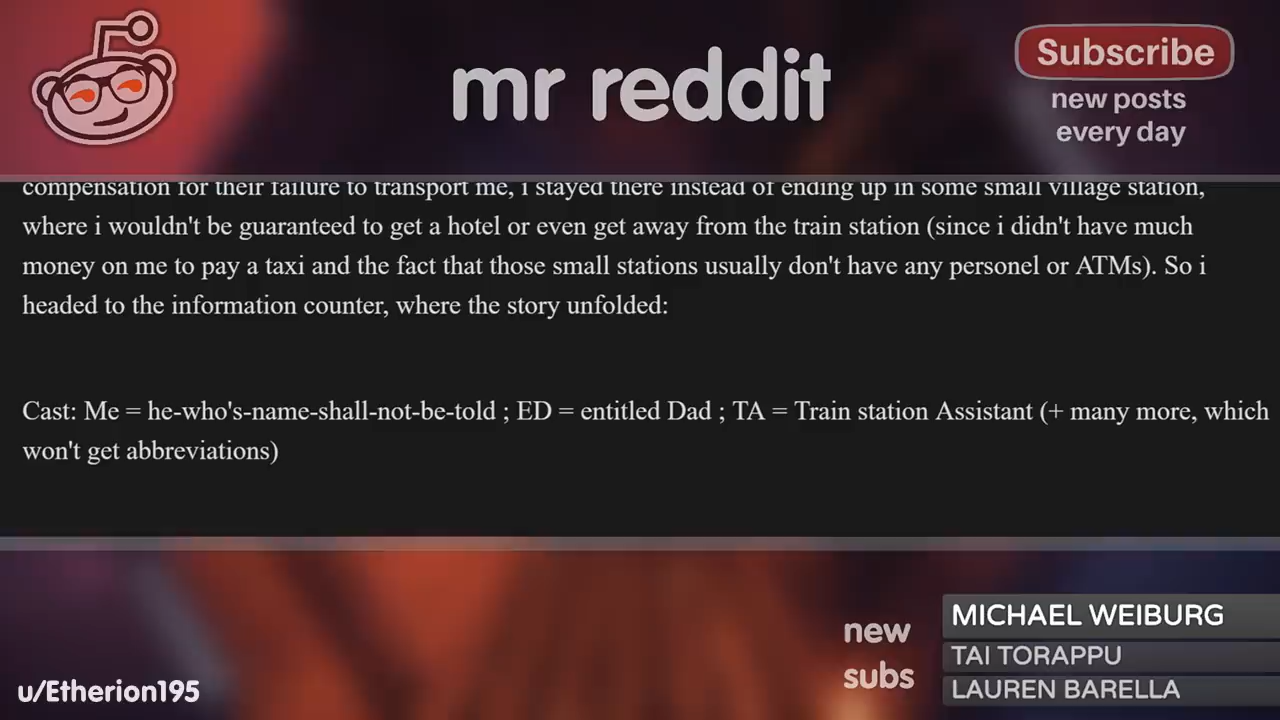 mr reddit
Subscribe
new posts
every day
compensation for their failure to transport me, i stayed there instead of ending up in some small village station,
where i wouldn't be guaranteed to get a hotel or even get away from the train station (since i didn't have much
money on me to pay a taxi and the fact that those small stations usually don't have any personel or ATMs). So i
headed to the information counter, where the story unfolded:
Cast: Me = he-who's-name-shall-not-be-told ; ED = entitled Dad ; TA = Train station Assistant (+ many more, which
won't get abbreviations)
new
subs
MICHAEL WEIBURG
TAI TORAPPU
LAUREN BARELLA
u/Etherion195